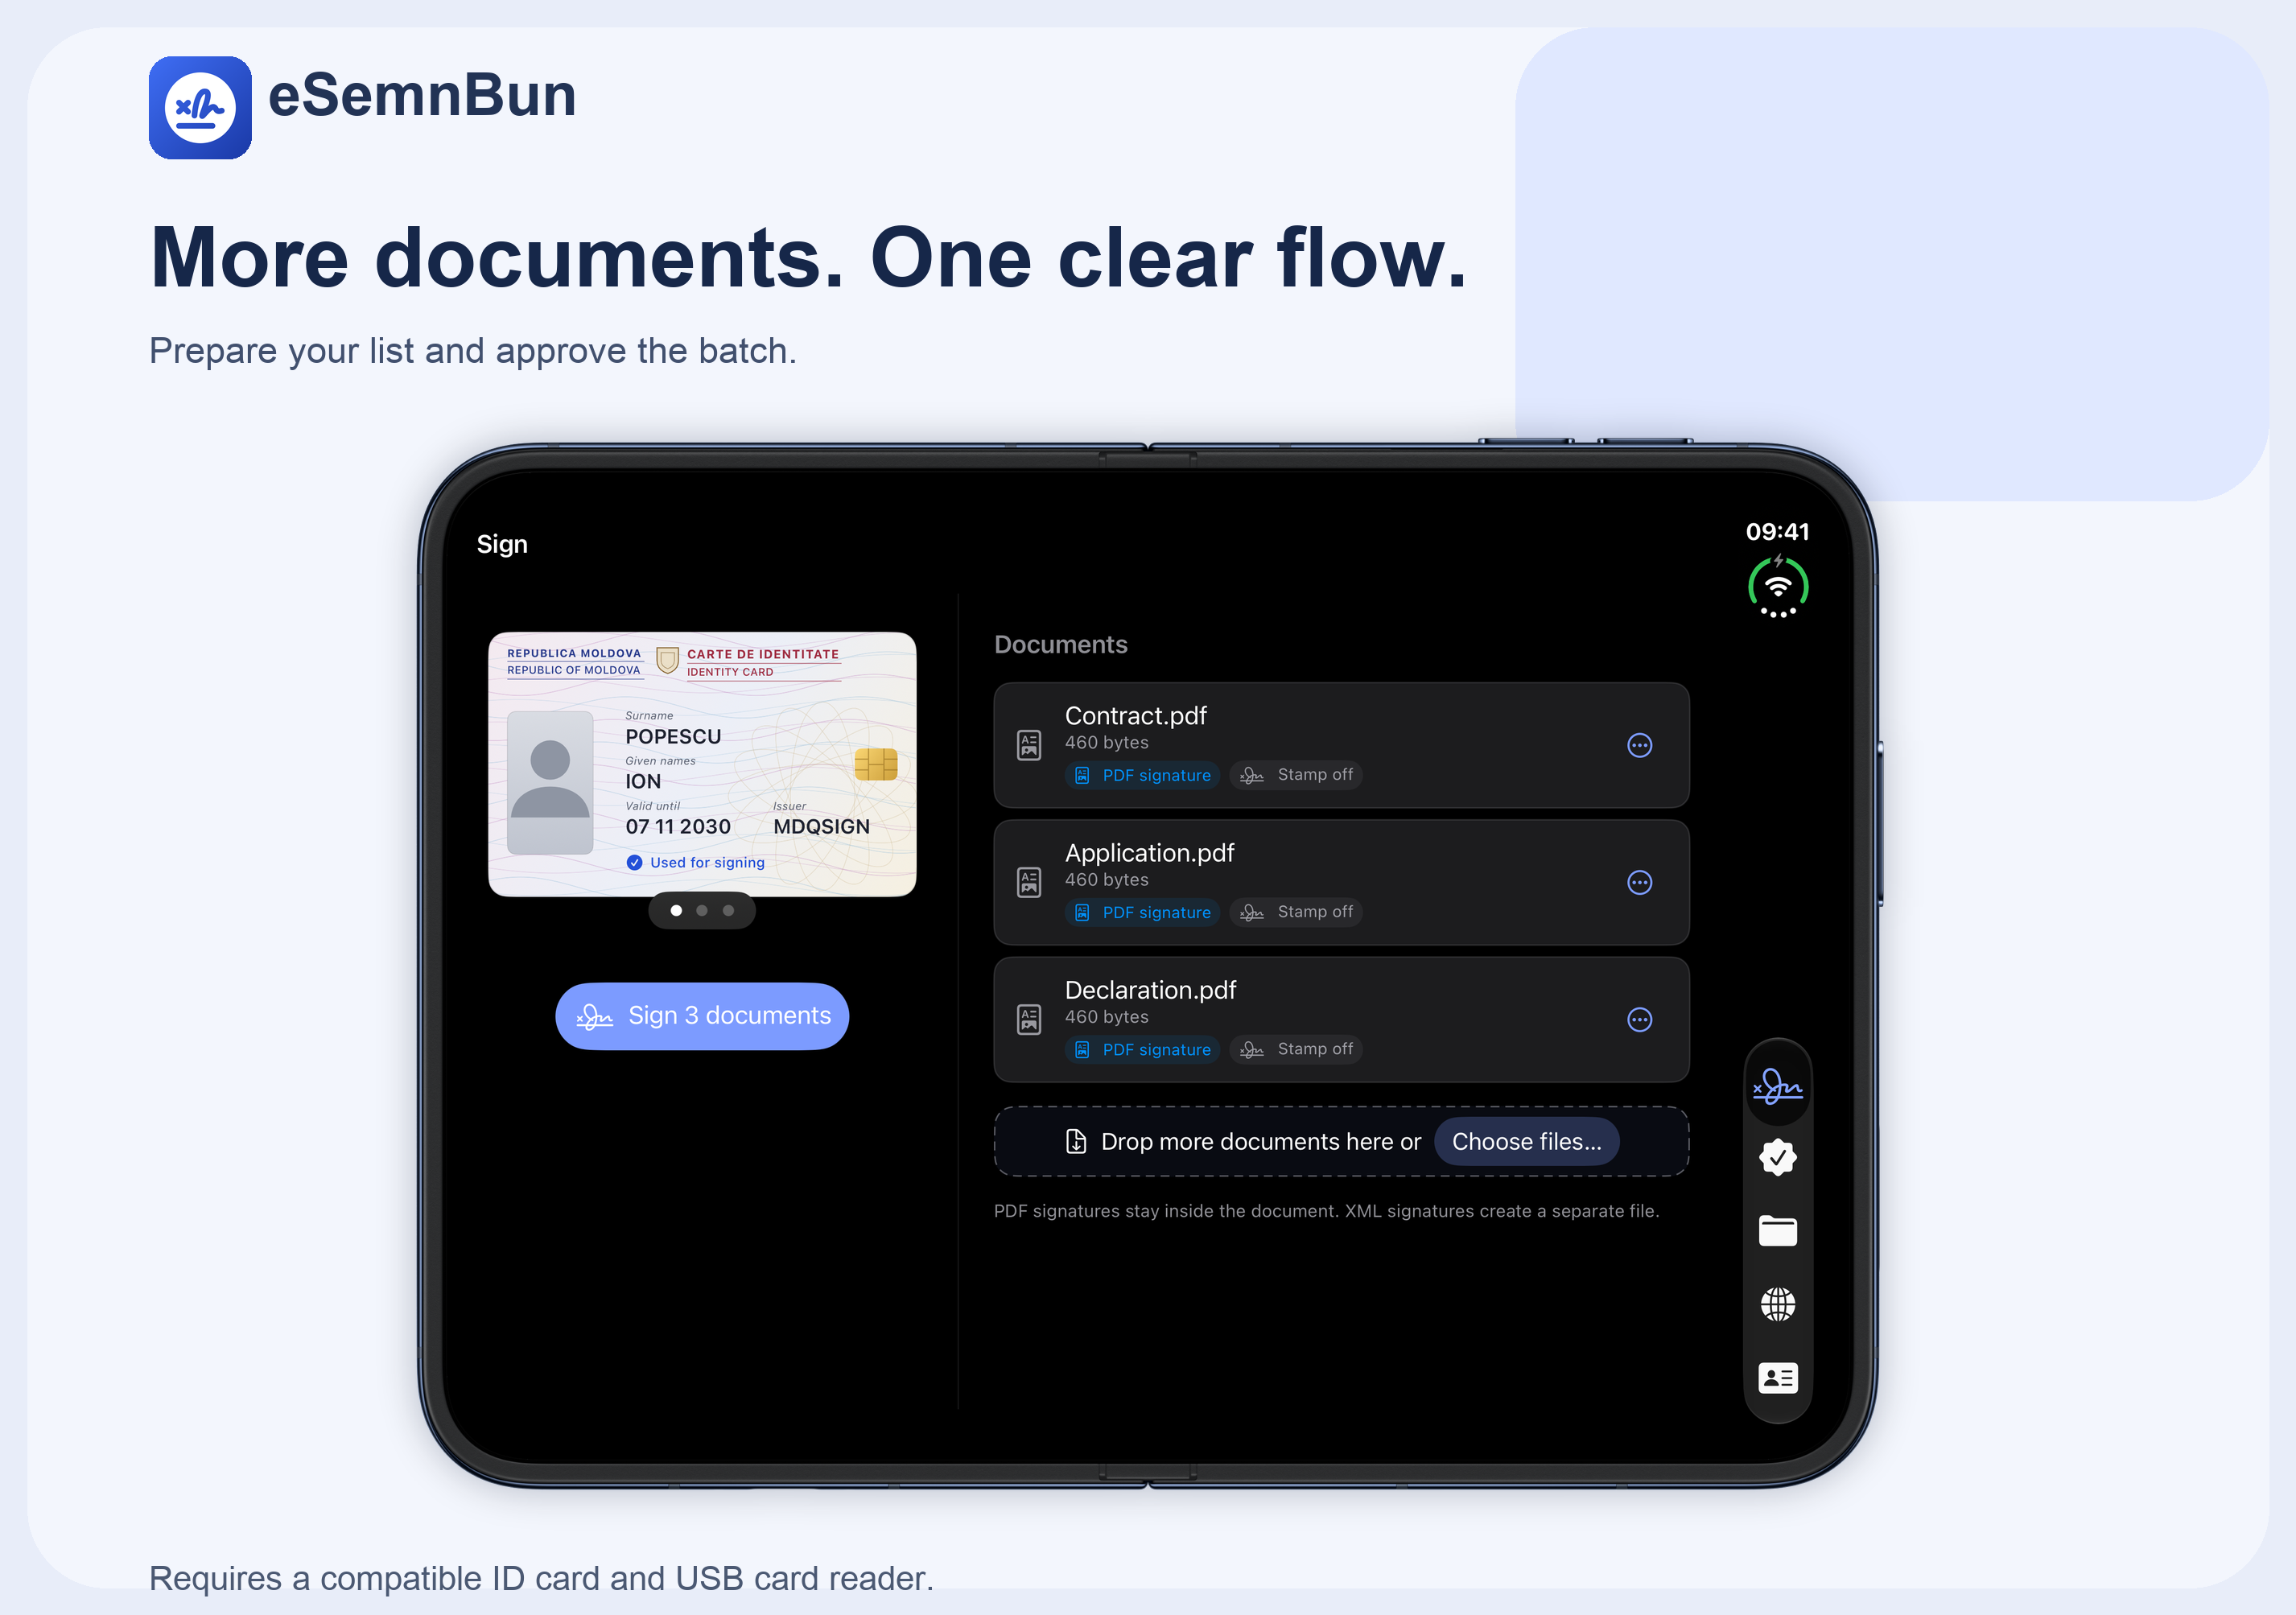 eSemnBun
More documents. One clear flow.
Prepare your list and approve the batch.
Sign
09:41
REPUBLICA MOLDOVA
REPUBLIC OF MOLDOVA
CARTE DE IDENTITATE
IDENTITY CARD
Surname
POPESCU
Given names
ION
Valid until
07 11 2030
Issuer
MDQSIGN
Used for signing
Sign 3 documents
Documents
Contract.pdf
460 bytes
PDF signature
Stamp off
Application.pdf
460 bytes
PDF signature
Stamp off
Declaration.pdf
460 bytes
PDF signature
Stamp off
Drop more documents here or Choose files...
PDF signatures stay inside the document. XML signatures create a separate file.
Requires a compatible ID card and USB card reader.